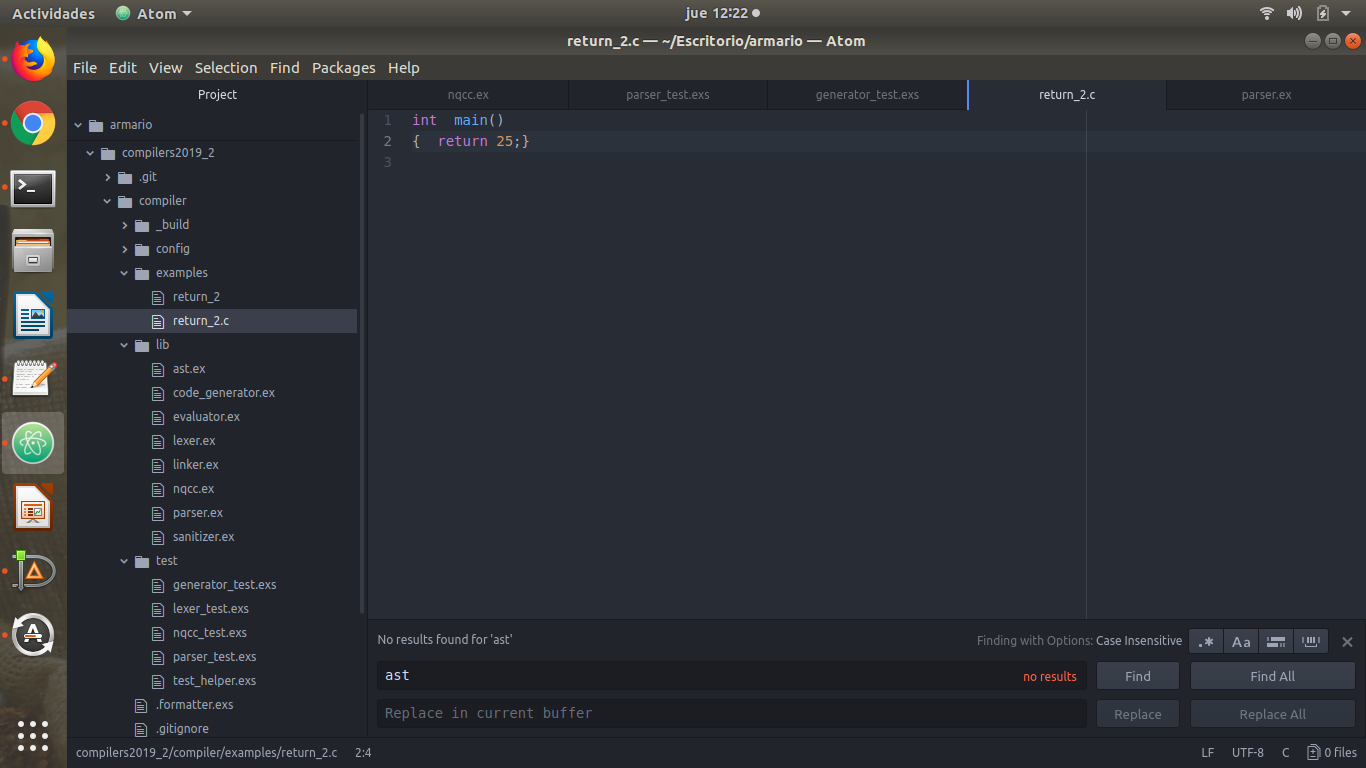 Actividades Atom jue 12:22
return_2.c — ~/Escritorio/armario — Atom
File Edit View Selection Find Packages Help
Project
armario
compilers2019_2
.git
compiler
_build
config
examples
return_2
return_2.c
lib
ast.ex
code_generator.ex
evaluator.ex
lexer.ex
linker.ex
nqcc.ex
parser.ex
sanitizer.ex
test
generator_test.exs
lexer_test.exs
nqcc_test.exs
parser_test.exs
test_helper.exs
.formatter.exs
.gitignore
nqcc.ex parser_test.exs generator_test.exs return_2.c parser.ex
1 int  main()
2 {  return 25;}
3
No results found for 'ast' Finding with Options: Case Insensitive .* Aa
ast no results Find Find All
Replace in current buffer Replace Replace All
compilers2019_2/compiler/examples/return_2.c 2:4 LF UTF-8 C 0 files